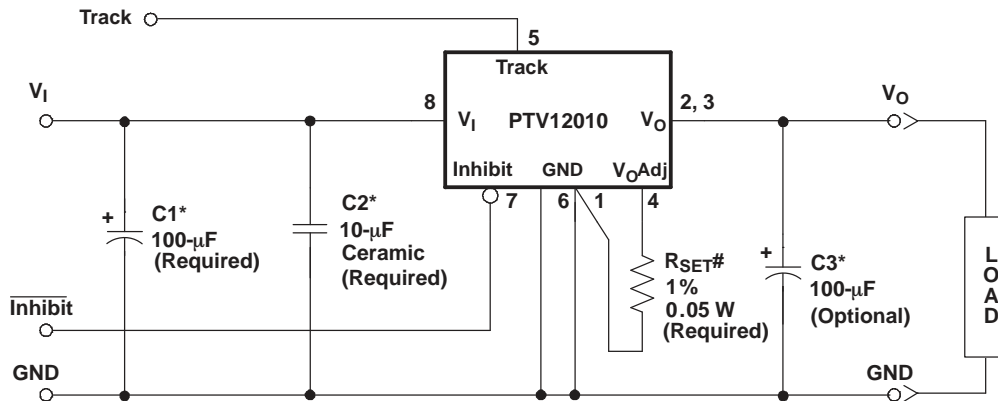 Track
5
Track
V_I
8
V_I
PTV12010
V_O
2, 3
V_O
Inhibit
GND
V_OAdj
7
6
1
4
+
C1*
100-μF
(Required)
C2*
10-μF
Ceramic
(Required)
R_SET#
1%
0.05 W
(Required)
+
C3*
100-μF
(Optional)
L
O
A
D
Inhibit
GND
GND